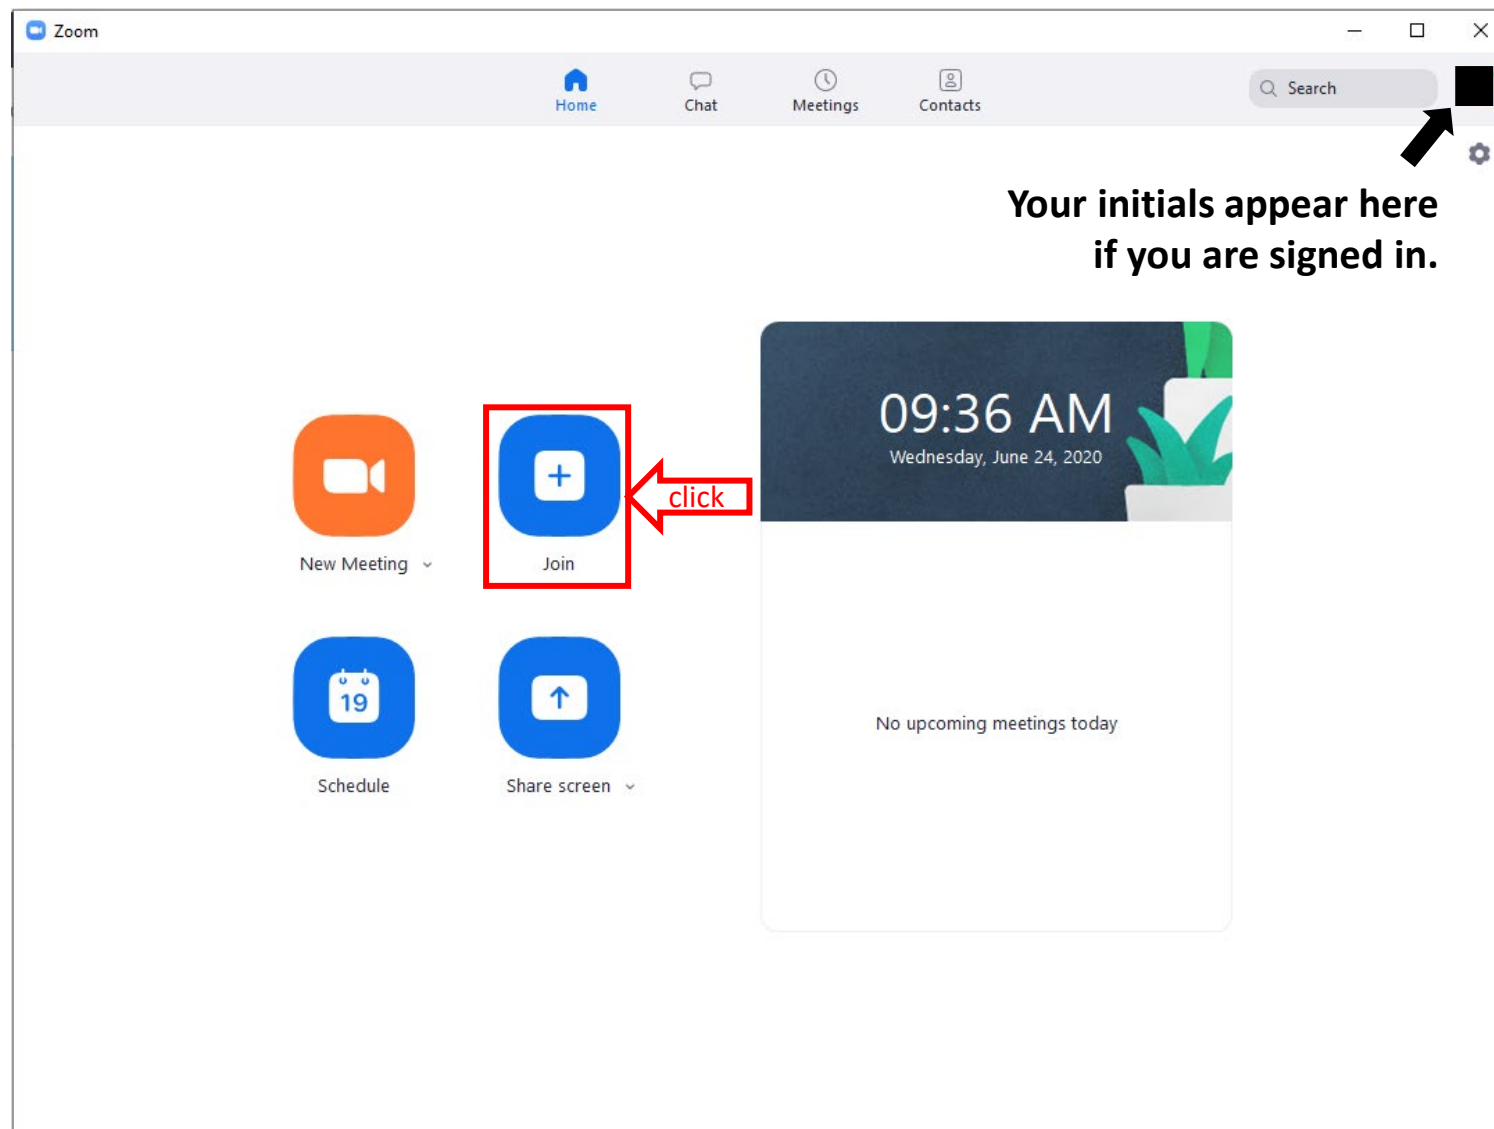 Zoom
Home
Chat
Meetings
Contacts
Search
Your initials appear here
if you are signed in.
09:36 AM
Wednesday, June 24, 2020
click
New Meeting
Join
19
Schedule
Share screen
No upcoming meetings today